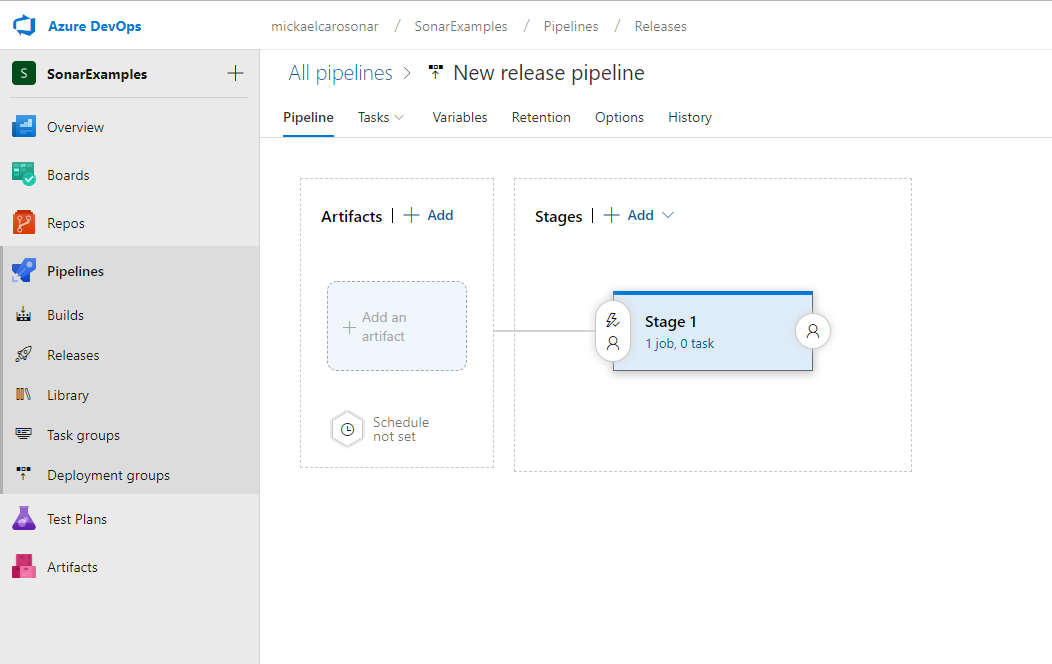 Azure DevOps
mickaelcarosonar / SonarExamples / Pipelines / Releases
S SonarExamples
Overview
Boards
Repos
Pipelines
Builds
Releases
Library
Task groups
Deployment groups
Test Plans
Artifacts
All pipelines > New release pipeline
Pipeline Tasks Variables Retention Options History
Artifacts | + Add
Add an
artifact
Schedule
not set
Stages | + Add
Stage 1
1 job, 0 task